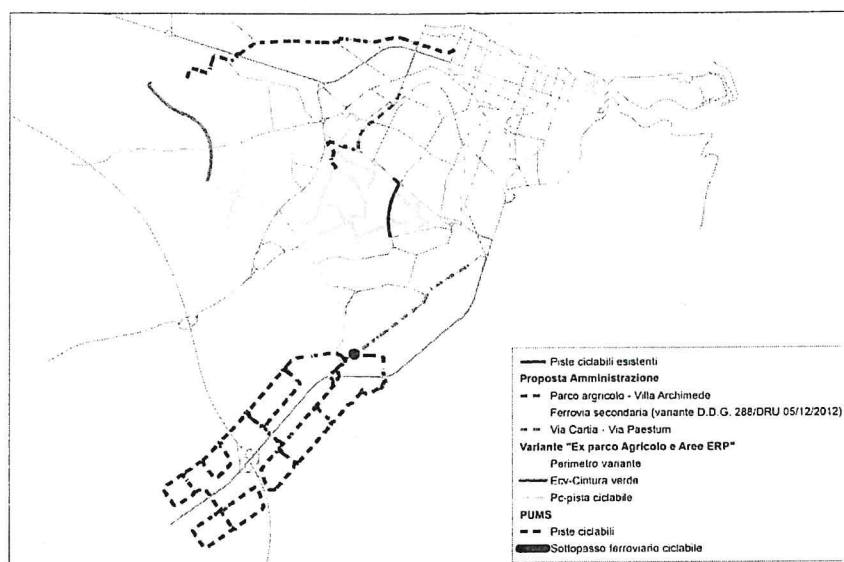 Piste ciclabili esistenti
Proposta Amministrazione
Parco argricolo - Villa Archimede
Ferrovia secondaria (variante D.D.G. 288/DRU 05/12/2012)
Via Cartia - Via Paestum
Variante "Ex parco Agricolo e Aree ERP"
Perimetro variante
Ecv-Cintura verde
Pc-pista ciclabile
PUMS
Piste ciclabili
Sottopasso ferroviario ciclabile